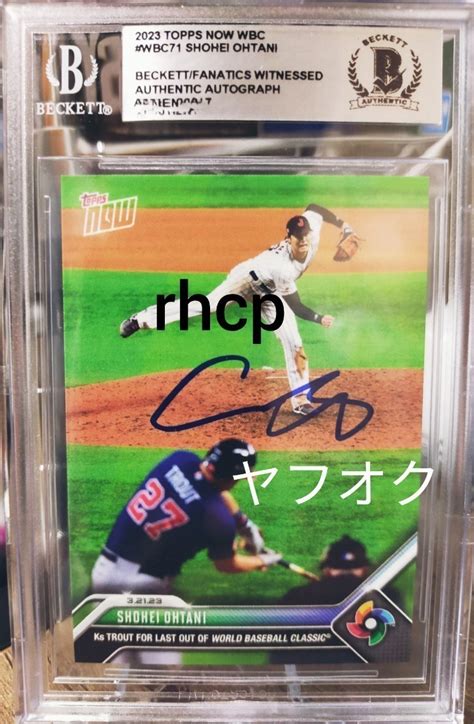 2023 TOPPS NOW WBC
#WBC71 SHOHEI OHTANI
BECKETT/FANATICS WITNESSED
AUTHENTIC AUTOGRAPH
BECKETT®
BECKETT
AUTHENTIC
TOPPS
NOW
rhcp
ヤフオク
TROUT
27
3.21.23
SHOHEI OHTANI
Ks TROUT FOR LAST OUT OF WORLD BASEBALL CLASSIC®